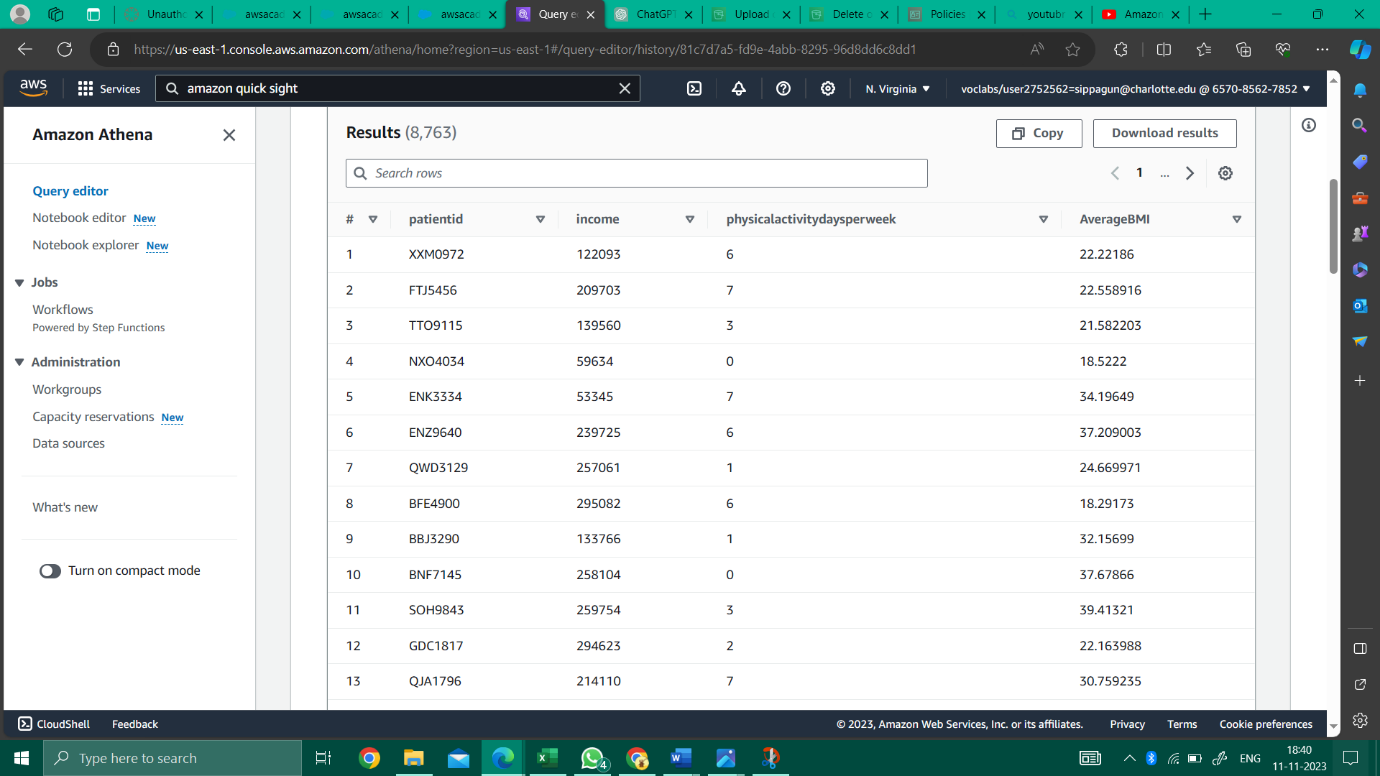 Unautho
awsacad
awsacad
awsacad
Query ed
ChatGPT
Upload
Delete o
Policies
youtube
Amazon
https://us-east-1.console.aws.amazon.com/athena/home?region=us-east-1#/query-editor/history/81c7d7a5-fd9e-4abb-8295-96d8dd6c8dd1
aws
Services
amazon quick sight
N. Virginia
voclabs/user2752562=sippagun@charlotte.edu @ 6570-8562-7852
Amazon Athena
Query editor
Notebook editor New
Notebook explorer New
Jobs
Workflows
Powered by Step Functions
Administration
Workgroups
Capacity reservations New
Data sources
What's new
Turn on compact mode
Results (8,763)
Copy
Download results
Search rows
1 ...
# patientid income physicalactivitydaysperweek AverageBMI
1 XXM0972 122093 6 22.22186
2 FTJ5456 209703 7 22.558916
3 TTO9115 139560 3 21.582203
4 NXO4034 59634 0 18.5222
5 ENK3334 53345 7 34.19649
6 ENZ9640 239725 6 37.209003
7 QWD3129 257061 1 24.669971
8 BFE4900 295082 6 18.29173
9 BBJ3290 133766 1 32.15699
10 BNF7145 258104 0 37.67866
11 SOH9843 259754 3 39.41321
12 GDC1817 294623 2 22.163988
13 QJA1796 214110 7 30.759235
CloudShell
Feedback
© 2023, Amazon Web Services, Inc. or its affiliates.
Privacy
Terms
Cookie preferences
Type here to search
4
ENG
18:40
11-11-2023